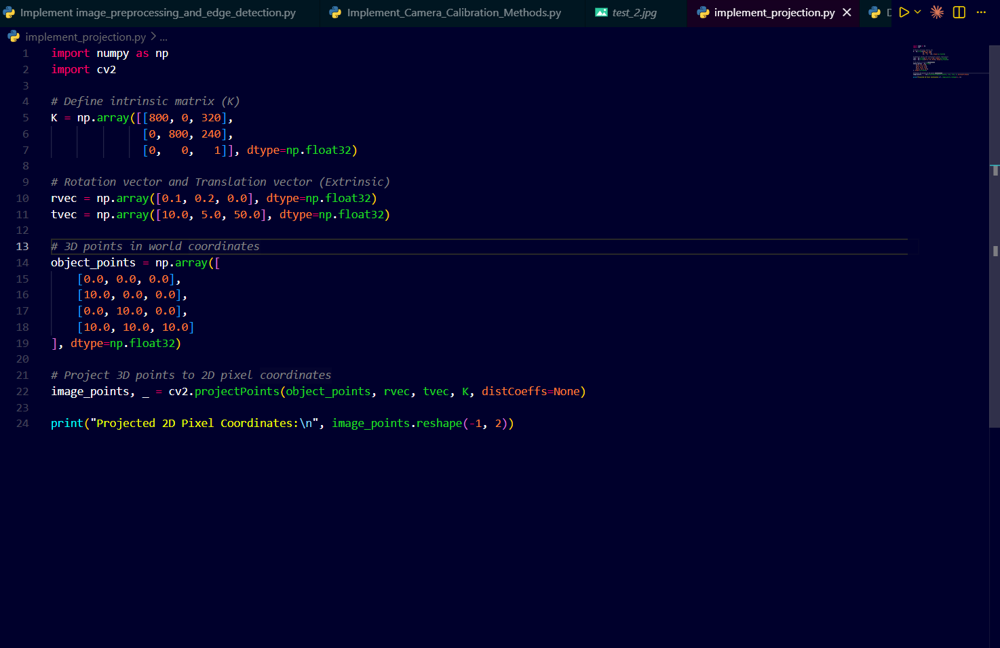 Implement image_preprocessing_and_edge_detection.py
Implement_Camera_Calibration_Methods.py
test_2.jpg
implement_projection.py
implement_projection.py > ...
1 import numpy as np
2 import cv2
3
4 # Define intrinsic matrix (K)
5 K = np.array([[800, 0, 320],
6 [0, 800, 240],
7 [0,   0,   1]], dtype=np.float32)
8
9 # Rotation vector and Translation vector (Extrinsic)
10 rvec = np.array([0.1, 0.2, 0.0], dtype=np.float32)
11 tvec = np.array([10.0, 5.0, 50.0], dtype=np.float32)
12
13 # 3D points in world coordinates
14 object_points = np.array([
15     [0.0, 0.0, 0.0],
16     [10.0, 0.0, 0.0],
17     [0.0, 10.0, 0.0],
18     [10.0, 10.0, 10.0]
19 ], dtype=np.float32)
20
21 # Project 3D points to 2D pixel coordinates
22 image_points, _ = cv2.projectPoints(object_points, rvec, tvec, K, distCoeffs=None)
23
24 print("Projected 2D Pixel Coordinates:\n", image_points.reshape(-1, 2))